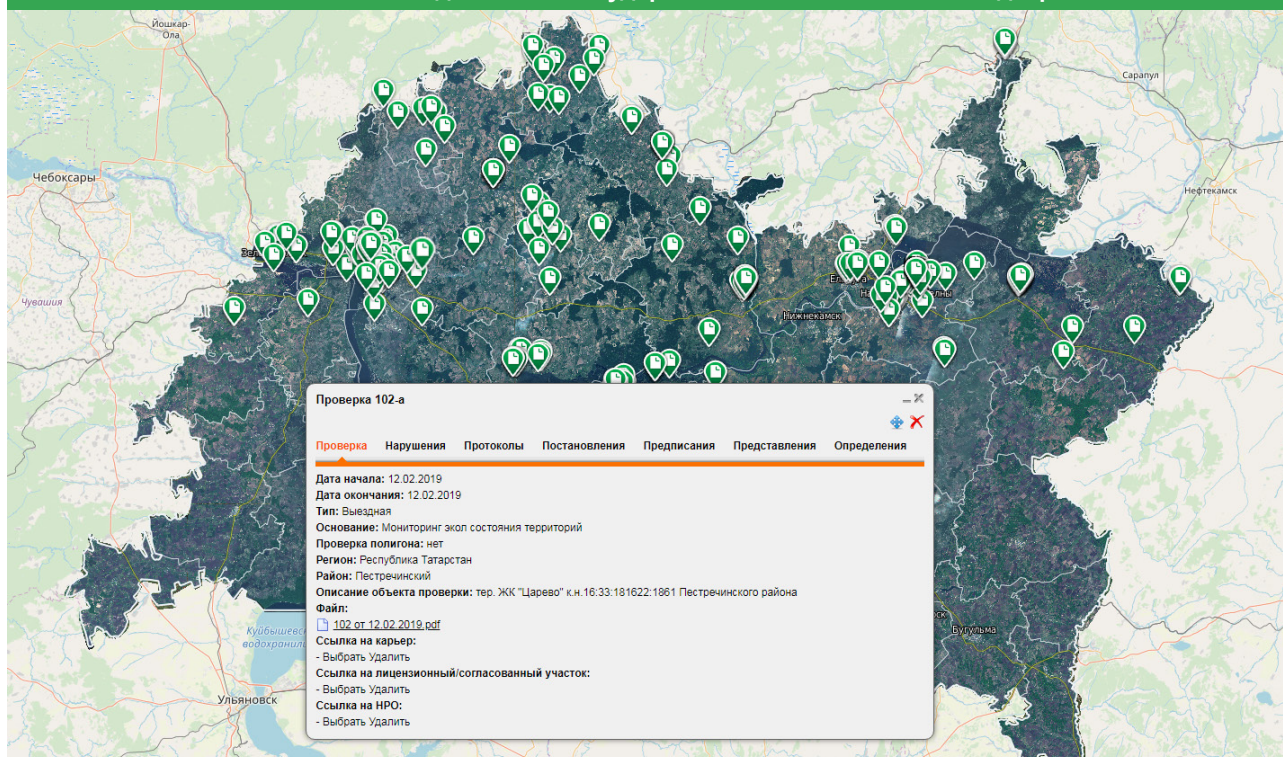 Йошкар-
Ола
Сарапул
Чебоксары
Нефтекамск
Чувашия
Нижнекамск
Проверка 102-а
Проверка Нарушения Протоколы Постановления Предписания Представления Определения
Дата начала: 12.02.2019
Дата окончания: 12.02.2019
Тип: Выездная
Основание: Мониторинг экол состояния территорий
Проверка полигона: нет
Регион: Республика Татарстан
Район: Пестречинский
Описание объекта проверки: тер. ЖК "Царево" к.н.16:33:181622:1861 Пестречинского района
Файл:
102 от 12.02.2019.pdf
Ссылка на карьер:
- Выбрать Удалить
Ссылка на лицензионный/согласованный участок:
- Выбрать Удалить
Ссылка на НРО:
- Выбрать Удалить
Бугульма
Ульяновск